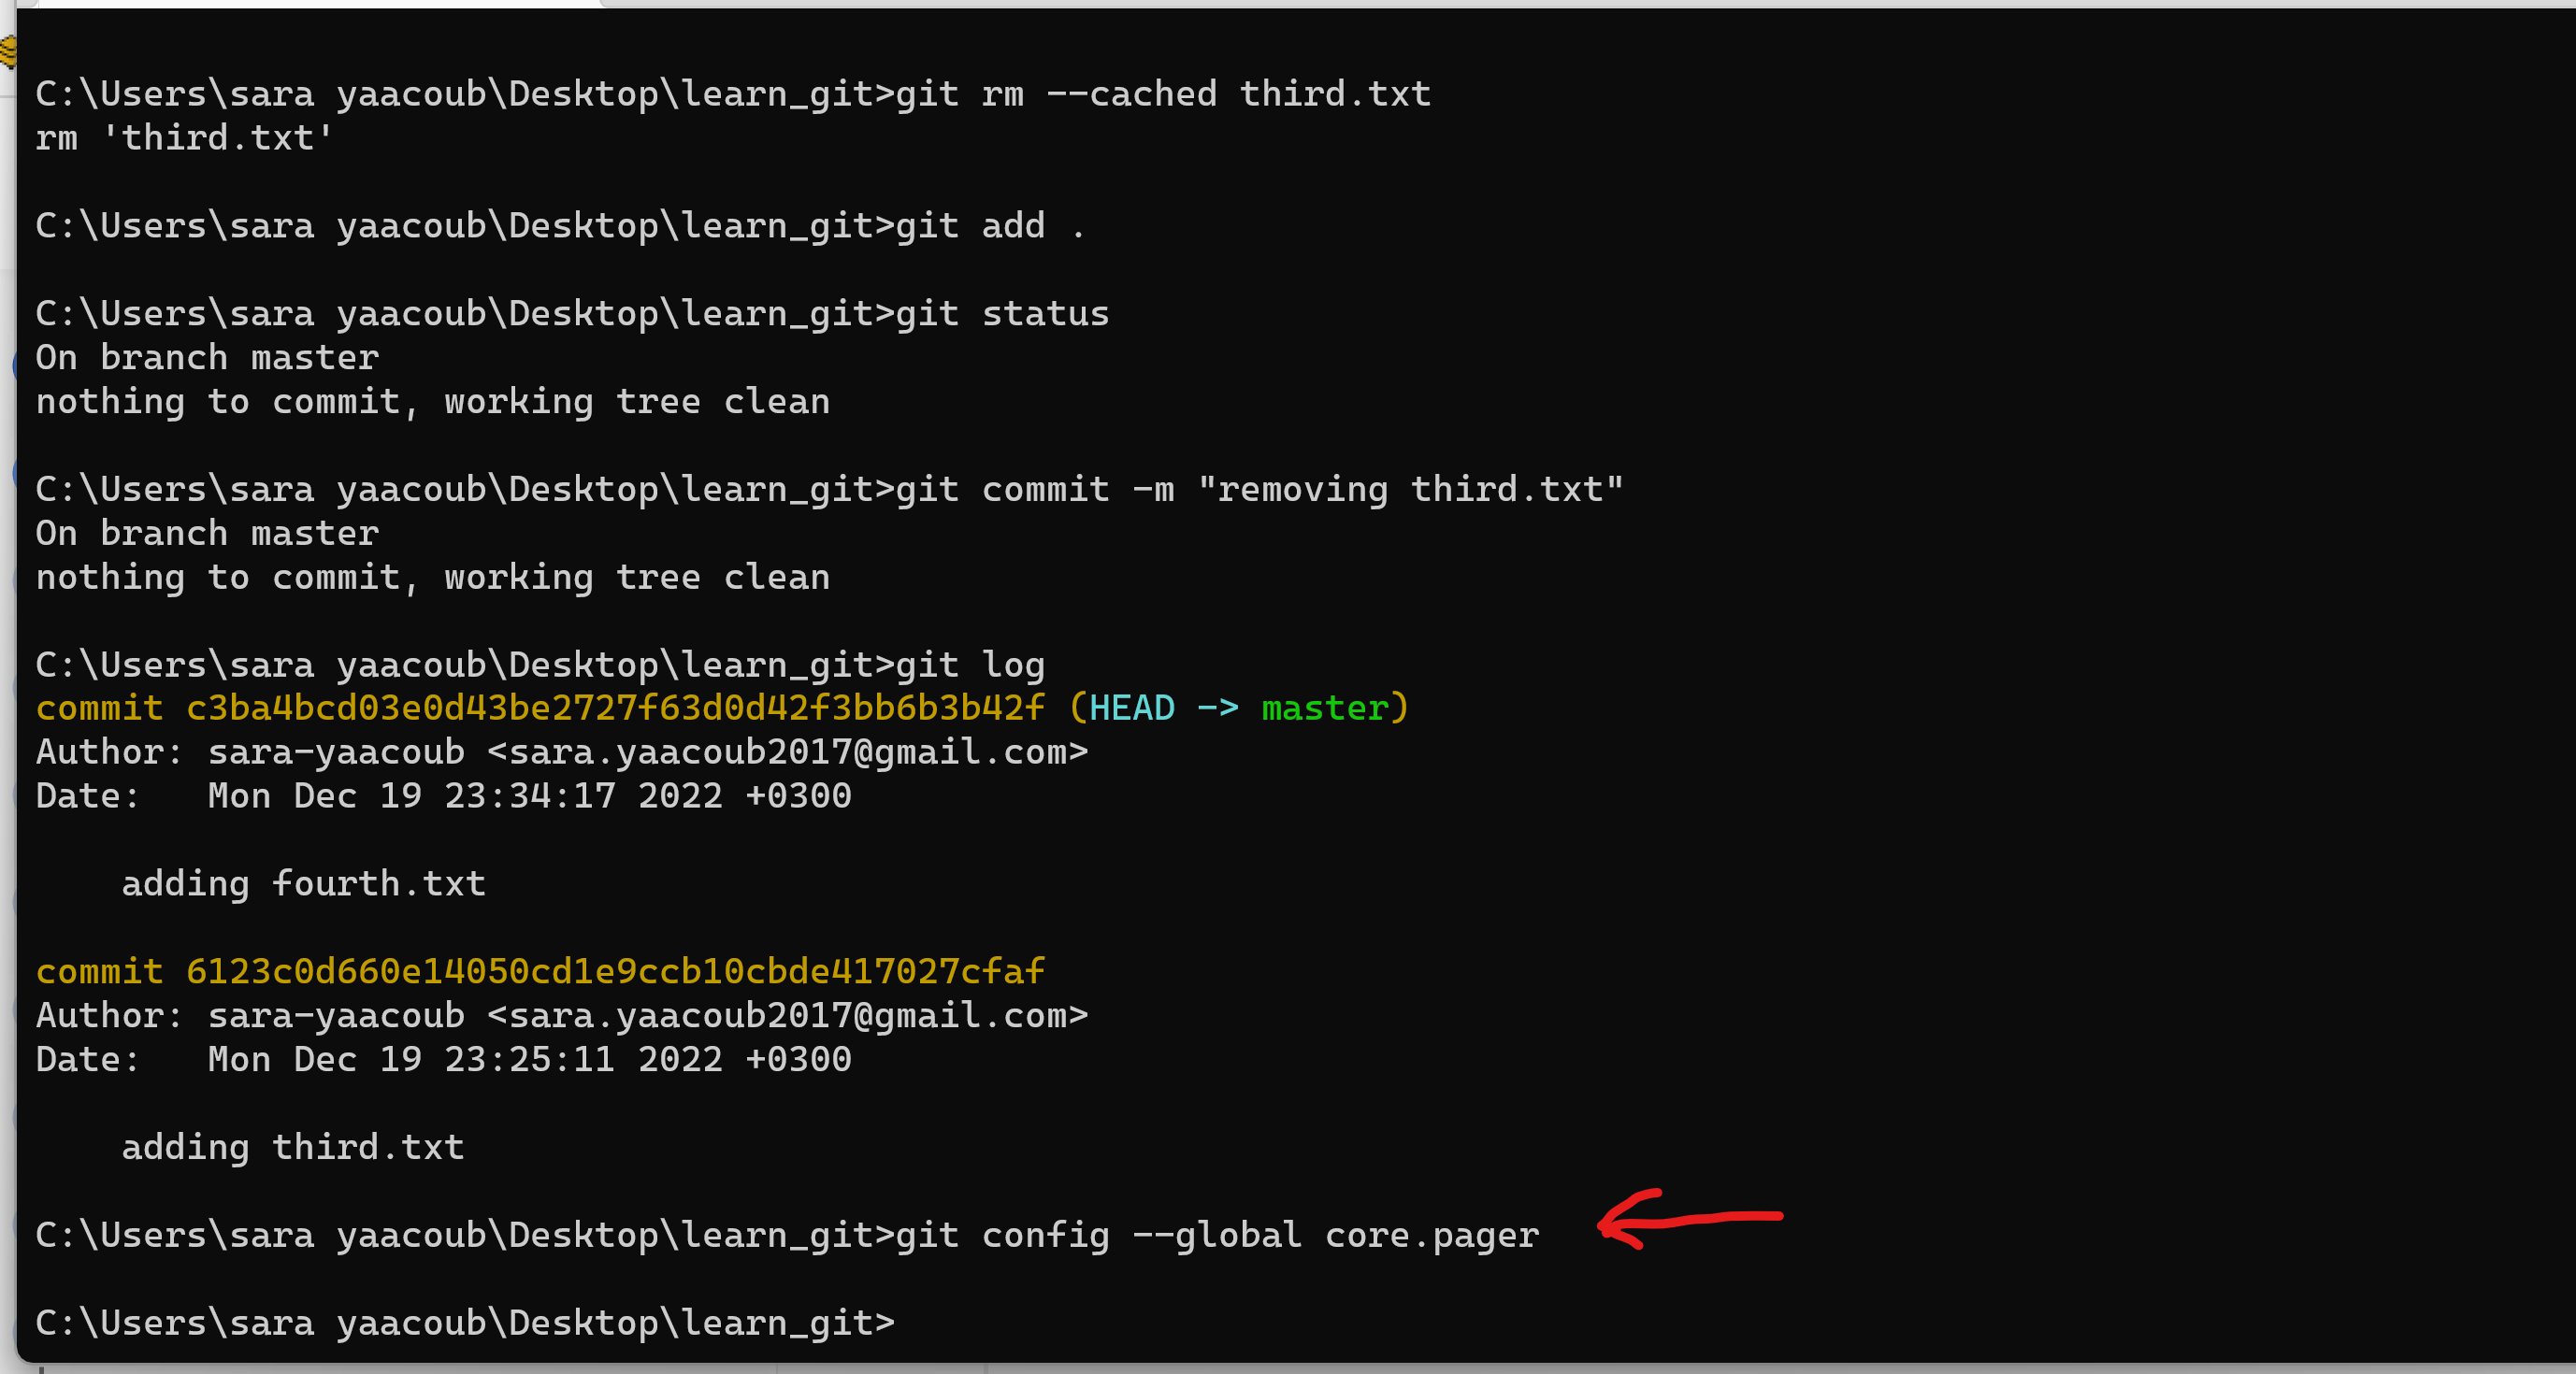 C:\Users\sara yaacoub\Desktop\learn_git>git rm --cached third.txt
rm 'third.txt'
C:\Users\sara yaacoub\Desktop\learn_git>git add .
C:\Users\sara yaacoub\Desktop\learn_git>git status
On branch master
nothing to commit, working tree clean
C:\Users\sara yaacoub\Desktop\learn_git>git commit -m "removing third.txt"
On branch master
nothing to commit, working tree clean
C:\Users\sara yaacoub\Desktop\learn_git>git log
commit c3ba4bcd03e0d43be2727f63d0d42f3bb6b3b42f (HEAD -> master)
Author: sara-yaacoub <sara.yaacoub2017@gmail.com>
Date:   Mon Dec 19 23:34:17 2022 +0300
adding fourth.txt
commit 6123c0d660e14050cd1e9ccb10cbde417027cfaf
Author: sara-yaacoub <sara.yaacoub2017@gmail.com>
Date:   Mon Dec 19 23:25:11 2022 +0300
adding third.txt
C:\Users\sara yaacoub\Desktop\learn_git>git config --global core.pager
C:\Users\sara yaacoub\Desktop\learn_git>